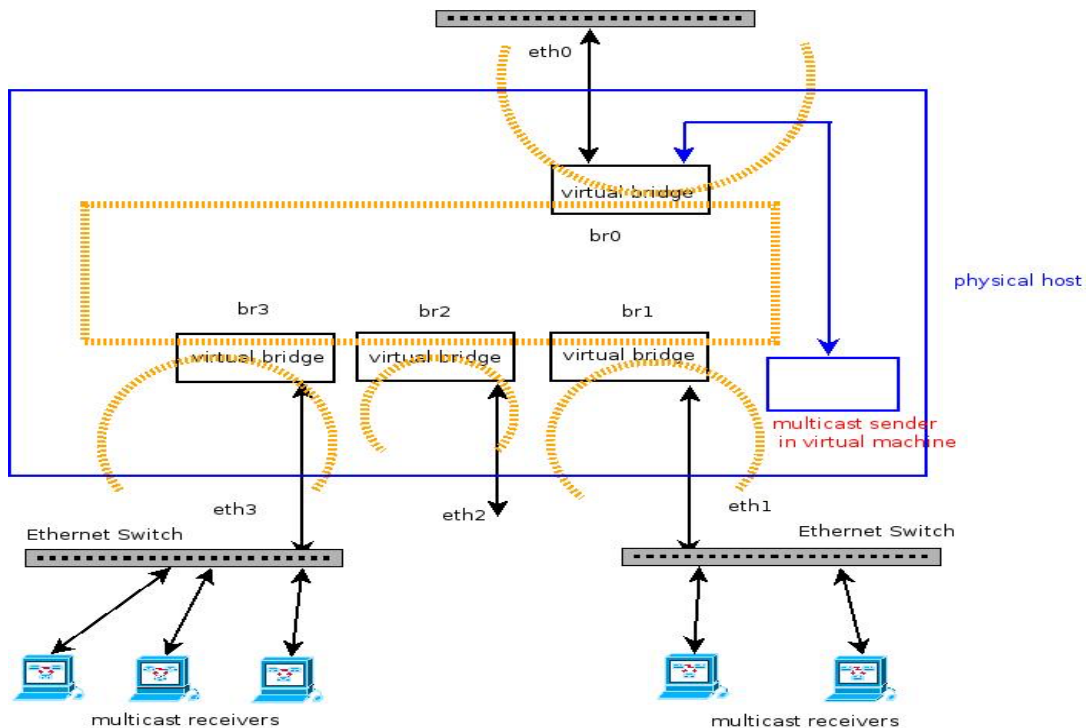 eth0
virtual bridge
br0
physical host
br3
br2
br1
virtual bridge
virtual bridge
virtual bridge
multicast sender
in virtual machine
eth3
eth2
eth1
Ethernet Switch
Ethernet Switch
multicast receivers
multicast receivers